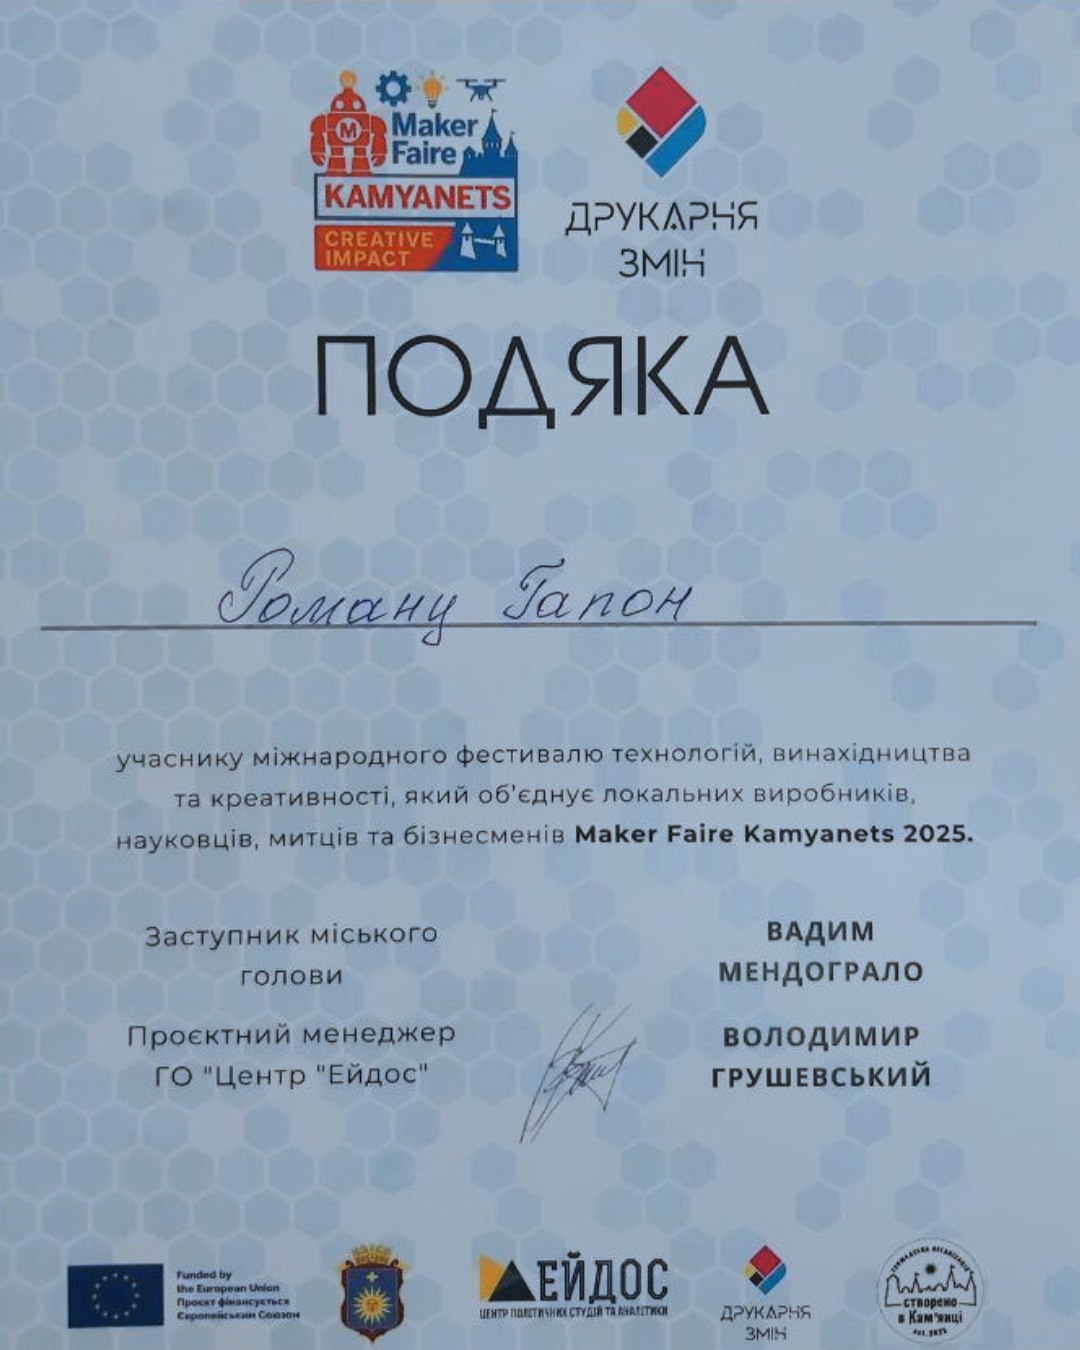 Maker
Faire
KAMYANETS
CREATIVE
IMPACT
ДРУКАРНЯ
ЗМІН
ПОДЯКА
Роману Гапон
учаснику міжнародного фестивалю технологій, винахідництва
та креативності, який об'єднує локальних виробників,
науковців, митців та бізнесменів Maker Faire Kamyanets 2025.
Заступник міського
голови
ВАДИМ
МЕНДОГРАЛО
Проєктний менеджер
ГО "Центр "Ейдос"
ВОЛОДИМИР
ГРУШЕВСЬКИЙ
Funded by
the European Union
Проєкт фінансується
Європейським Союзом
ЕЙДОС
ЦЕНТР ПОЛІТИЧНИХ СТУДІЙ ТА АНАЛІТИКИ
ДРУКАРНЯ
ЗМІН
ГРОМАДСЬКА ОРГАНІЗАЦІЯ
створено
в Кам'янці